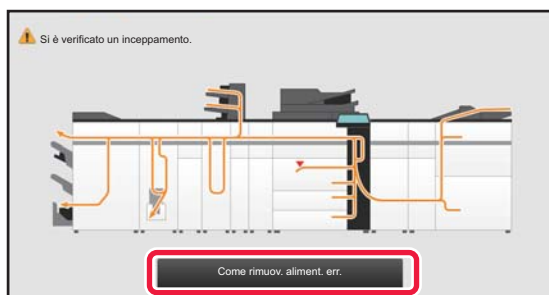 Si è verificato un inceppamento.
Come rimuov. aliment. err.